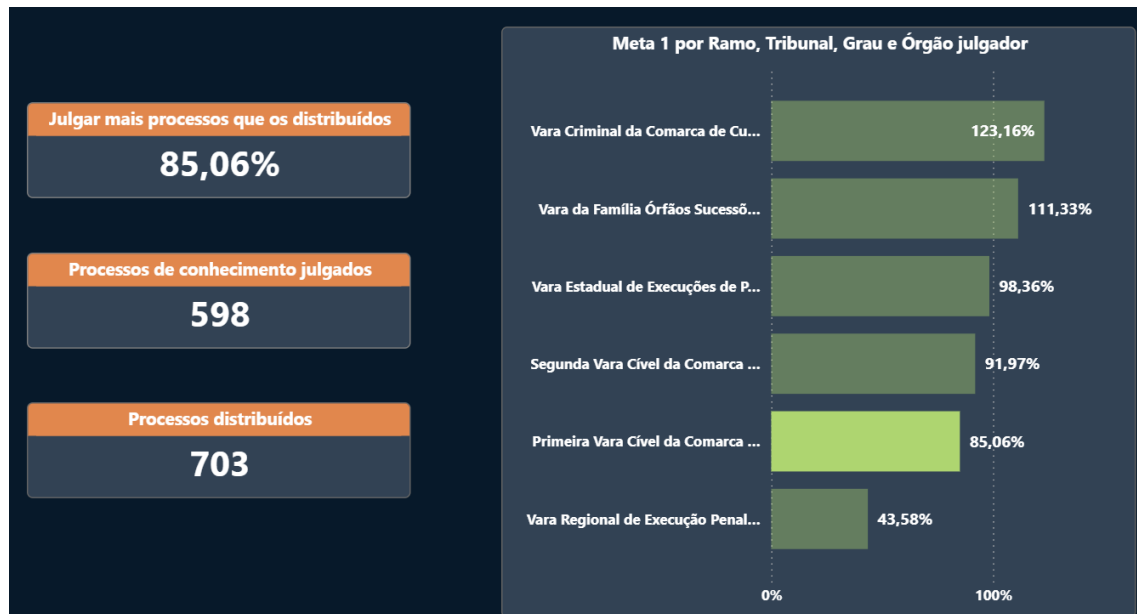 Julgar mais processos que os distribuídos
85,06%
Processos de conhecimento julgados
598
Processos distribuídos
703
Meta 1 por Ramo, Tribunal, Grau e Órgão julgador
Vara Criminal da Comarca de Cu...
123,16%
Vara da Família Órfãos Sucessõ...
111,33%
Vara Estadual de Execuções de P...
98,36%
Segunda Vara Cível da Comarca ...
91,97%
Primeira Vara Cível da Comarca ...
85,06%
Vara Regional de Execução Penal...
43,58%
0%
100%